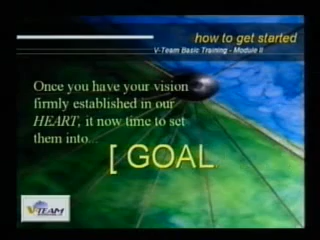 how to get started
V-Team Basic Training - Module II
Once you have your vision
firmly established in our
HEART, it now time to set
them into...
[ GOAL.
V-TEAM